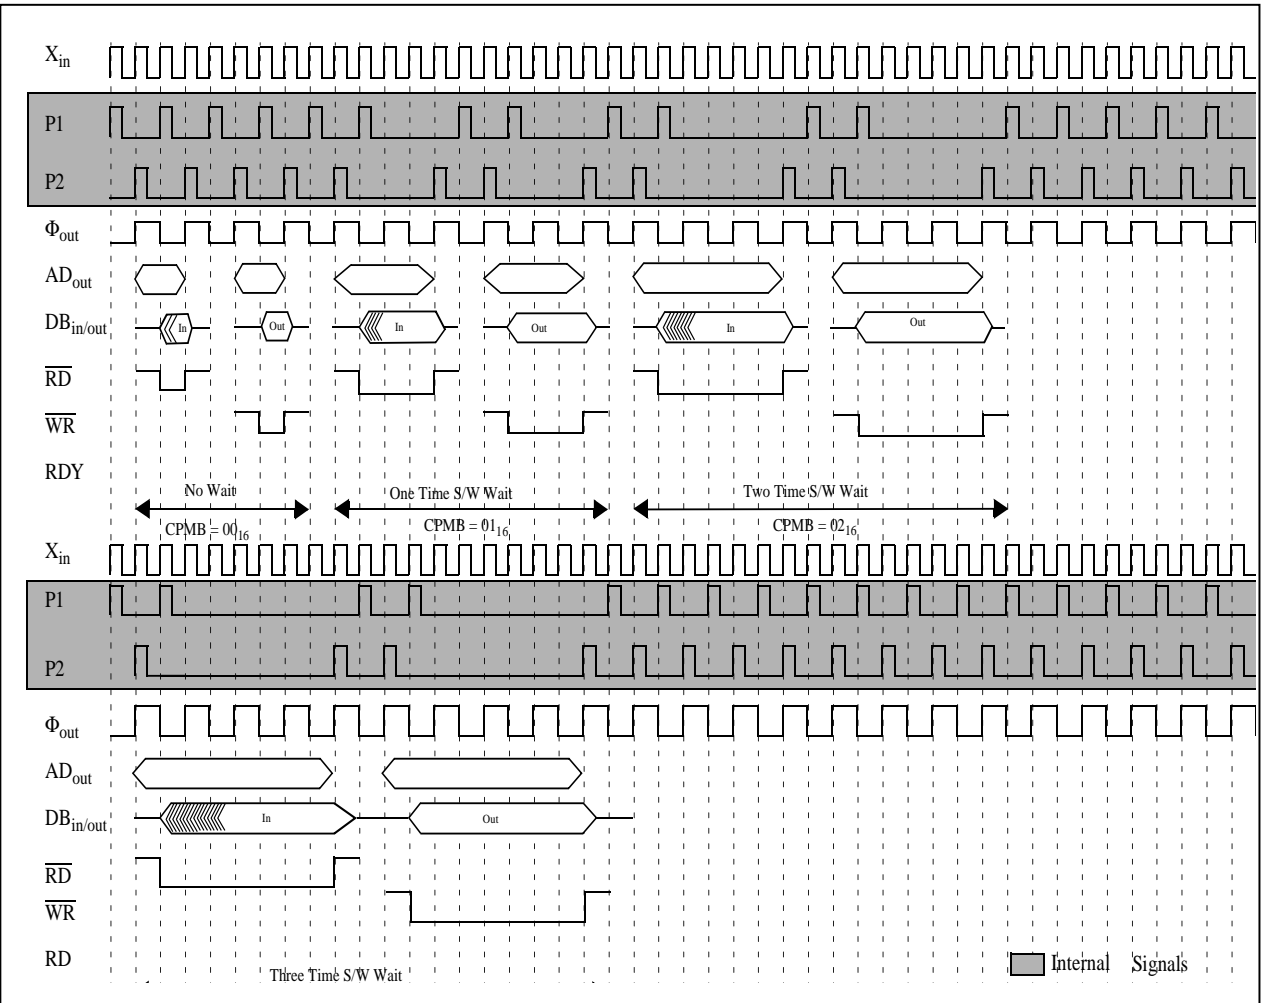 Xin
P1
P2
Φout
ADout
DBin/out In Out In Out In Out
RD
WR
RDY
No Wait One Time S/W Wait Two Time S/W Wait
CPMB = 0016 CPMB = 0116 CPMB = 0216
Xin
P1
P2
Φout
ADout
DBin/out In Out
RD
WR
RD
Three Time S/W Wait
Internal Signals